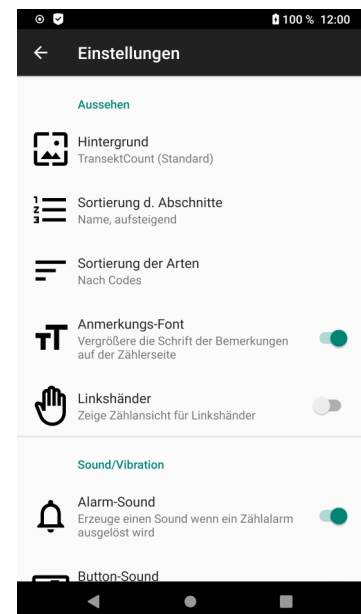 100 % 12:00
Einstellungen
Aussehen
Hintergrund
TransektCount (Standard)
Sortierung d. Abschnitte
Name, aufsteigend
Sortierung der Arten
Nach Codes
Anmerkungs-Font
Vergrößere die Schrift der Bemerkungen
auf der Zählerseite
Linkshänder
Zeige Zählansicht für Linkshänder
Sound/Vibration
Alarm-Sound
Erzeuge einen Sound wenn ein Zählalarm
ausgelöst wird
Button-Sound